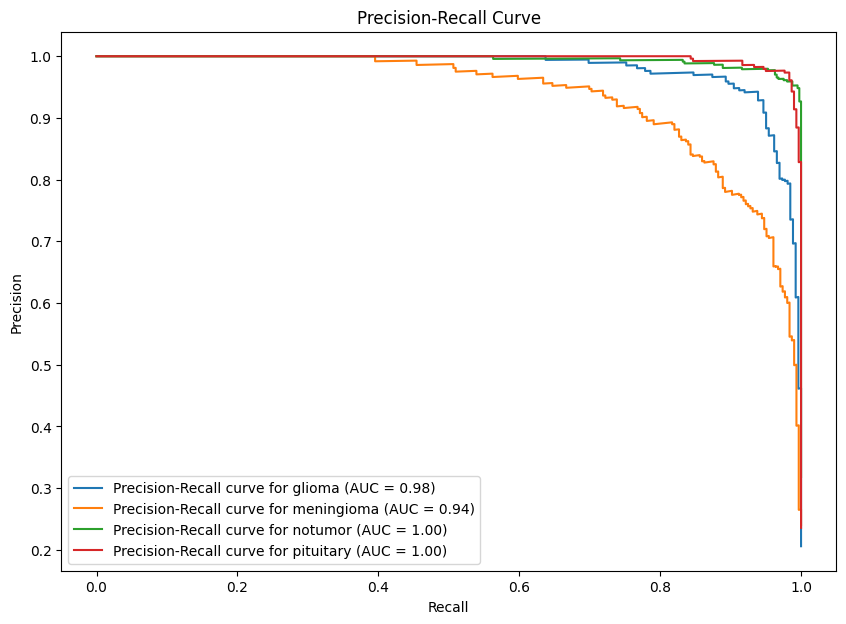 Precision-Recall Curve
1.0
0.9
0.8
0.7
0.6
0.5
0.4
0.3
0.2
Precision
Precision-Recall curve for glioma (AUC = 0.98)
Precision-Recall curve for meningioma (AUC = 0.94)
Precision-Recall curve for notumor (AUC = 1.00)
Precision-Recall curve for pituitary (AUC = 1.00)
0.0 0.2 0.4 0.6 0.8 1.0
Recall